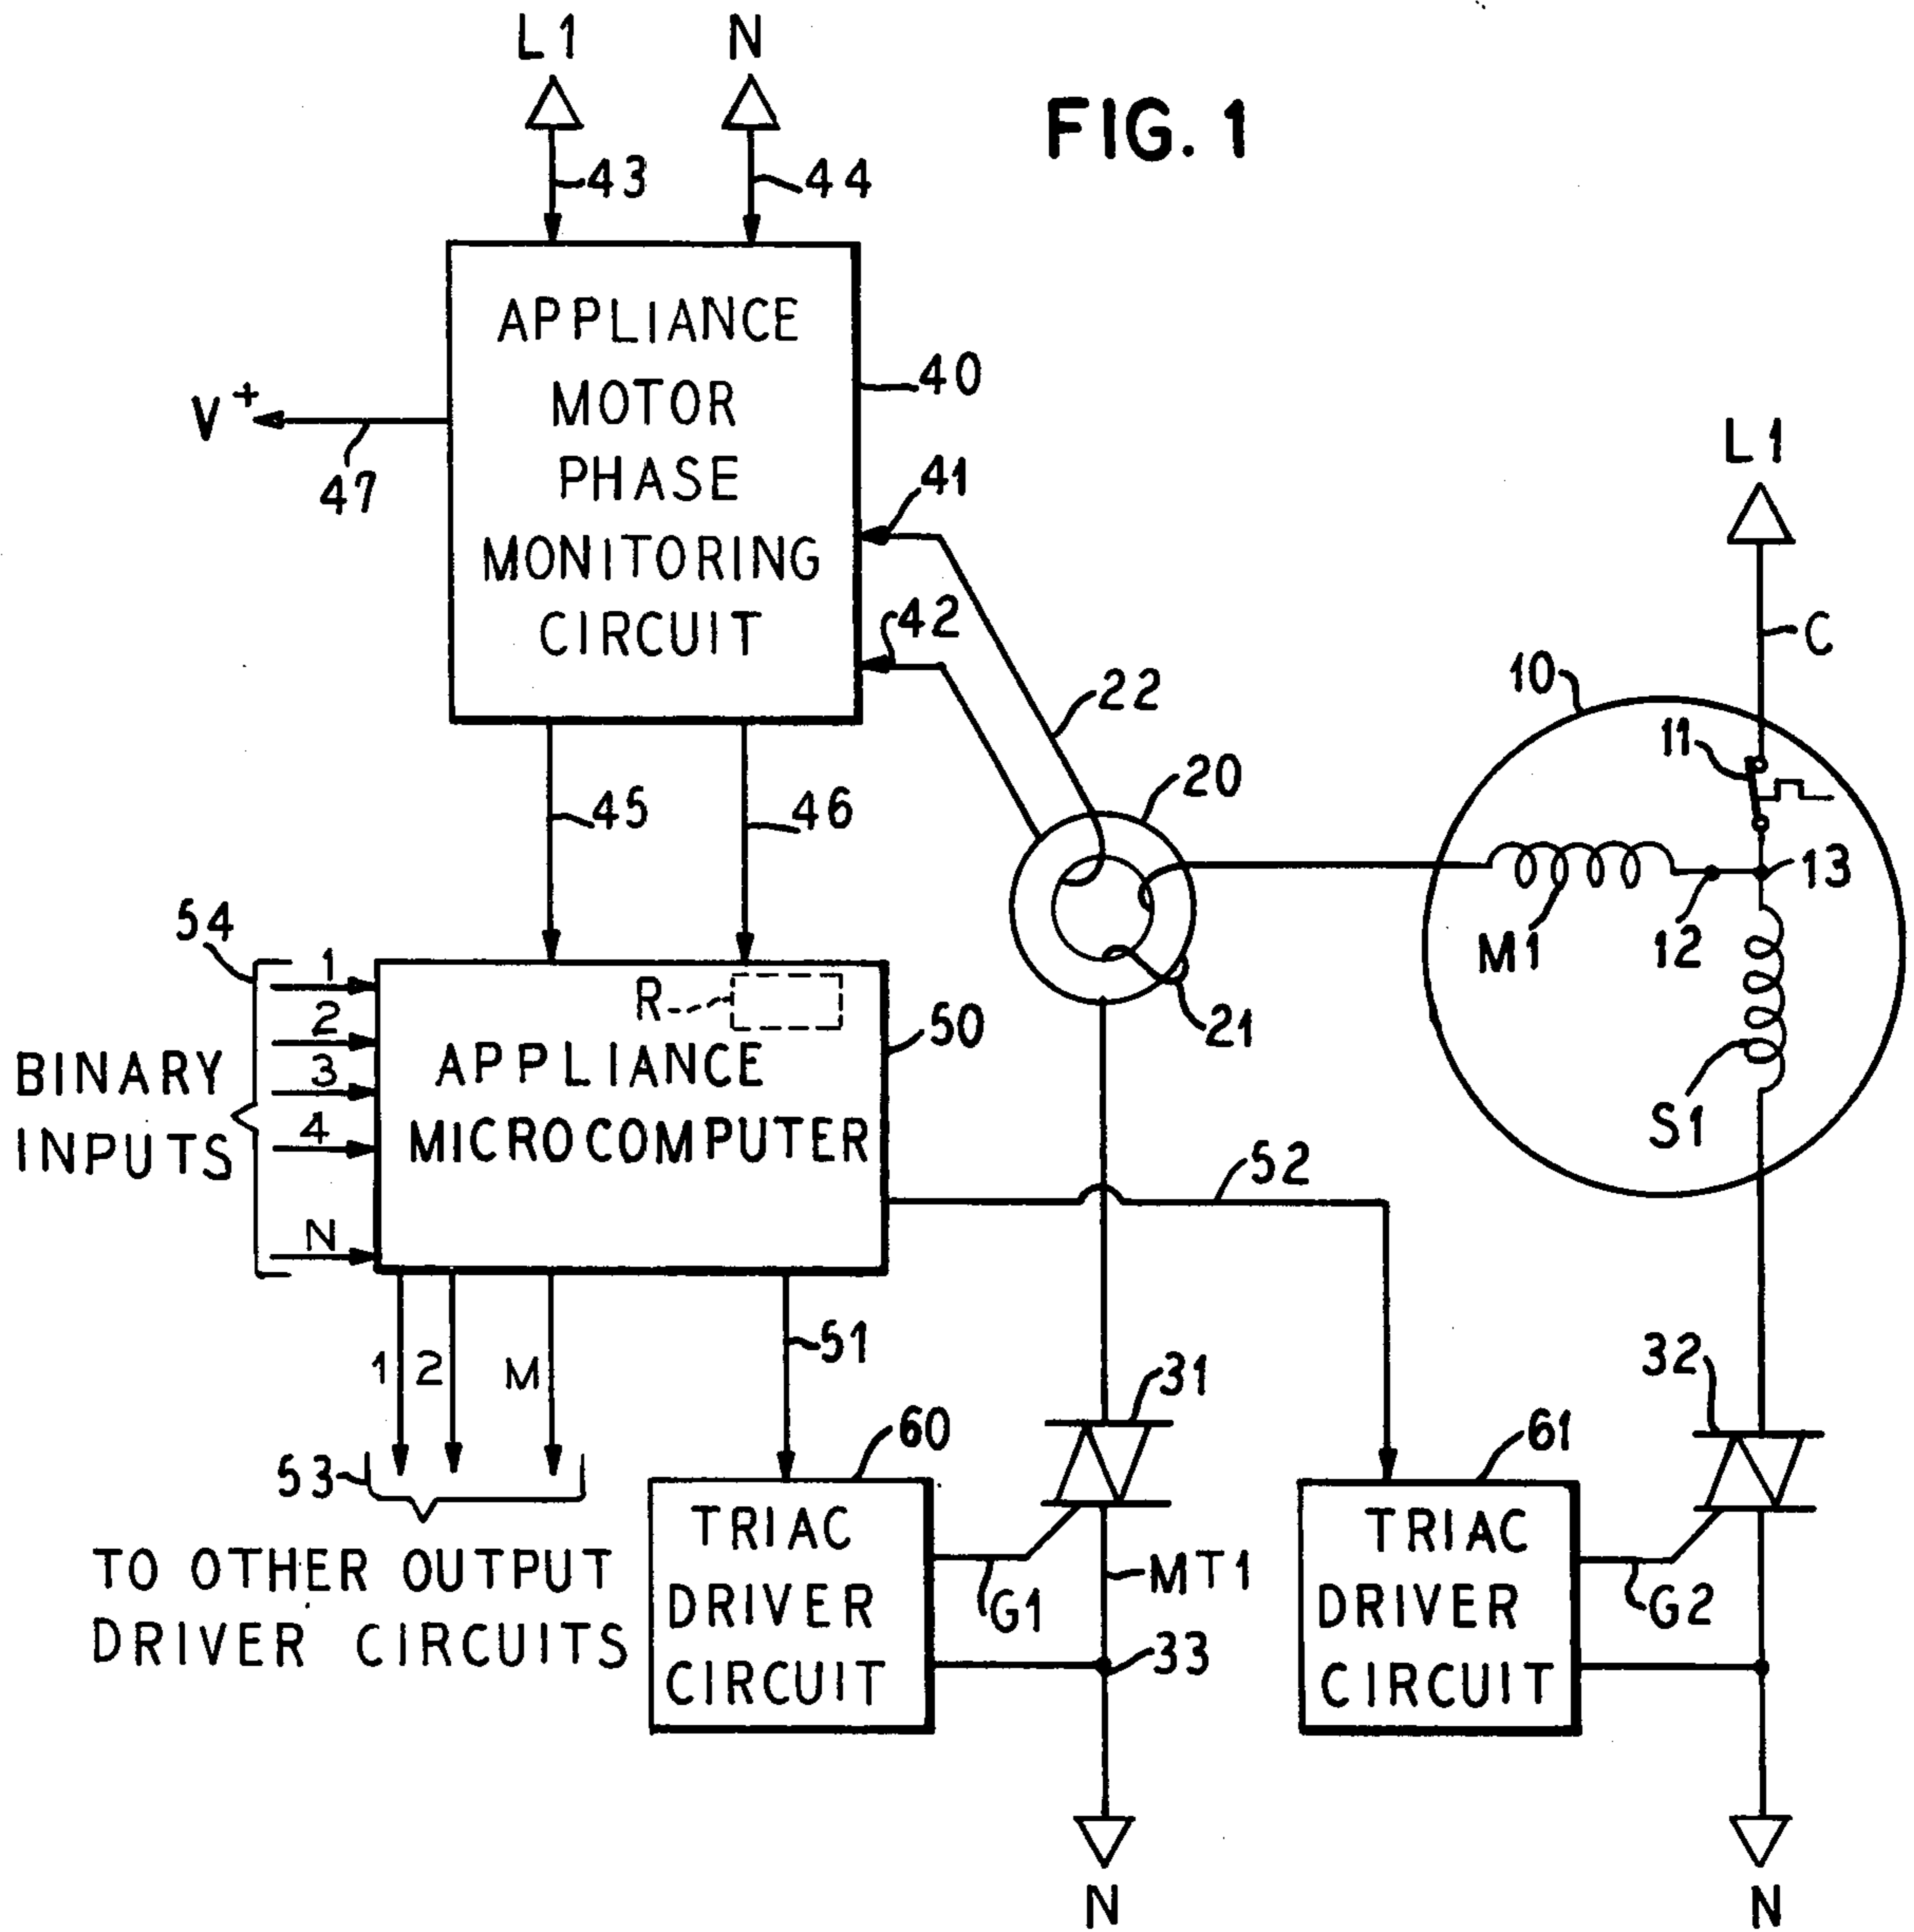 L1
N
FIG. 1
43
44
APPLIANCE
MOTOR
PHASE
MONITORING
CIRCUIT
40
V+
47
41
42
L1
C
22
10
11
20
45
46
13
M1
12
54
1
2
3
4
N
BINARY
INPUTS
R
APPLIANCE
MICROCOMPUTER
50
21
S1
52
1
2
M
51
53
TO OTHER OUTPUT
DRIVER CIRCUITS
31
32
60
61
TRIAC
DRIVER
CIRCUIT
G1
MT1
33
TRIAC
DRIVER
CIRCUIT
G2
N
N